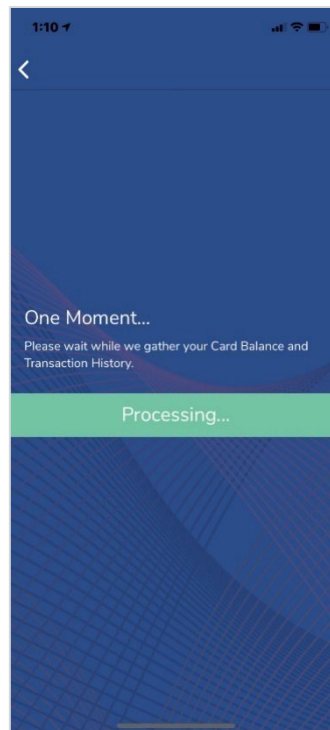 1:10
One Moment...
Please wait while we gather your Card Balance and
Transaction History.
Processing...